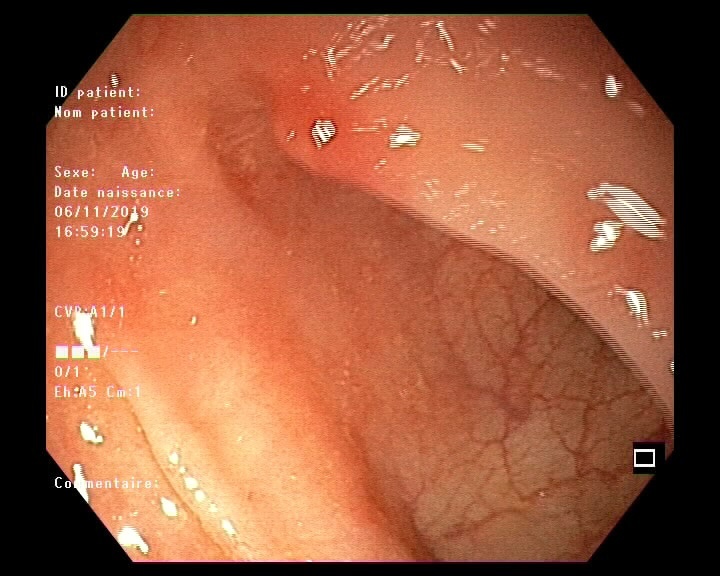 ID patient:
Nom patient:
Sexe: Age:
Date naissance:
06/11/2019
16:59:19
CVP:A1/1
/---
0/1
Eh:A5 Cm:1
Commentaire: